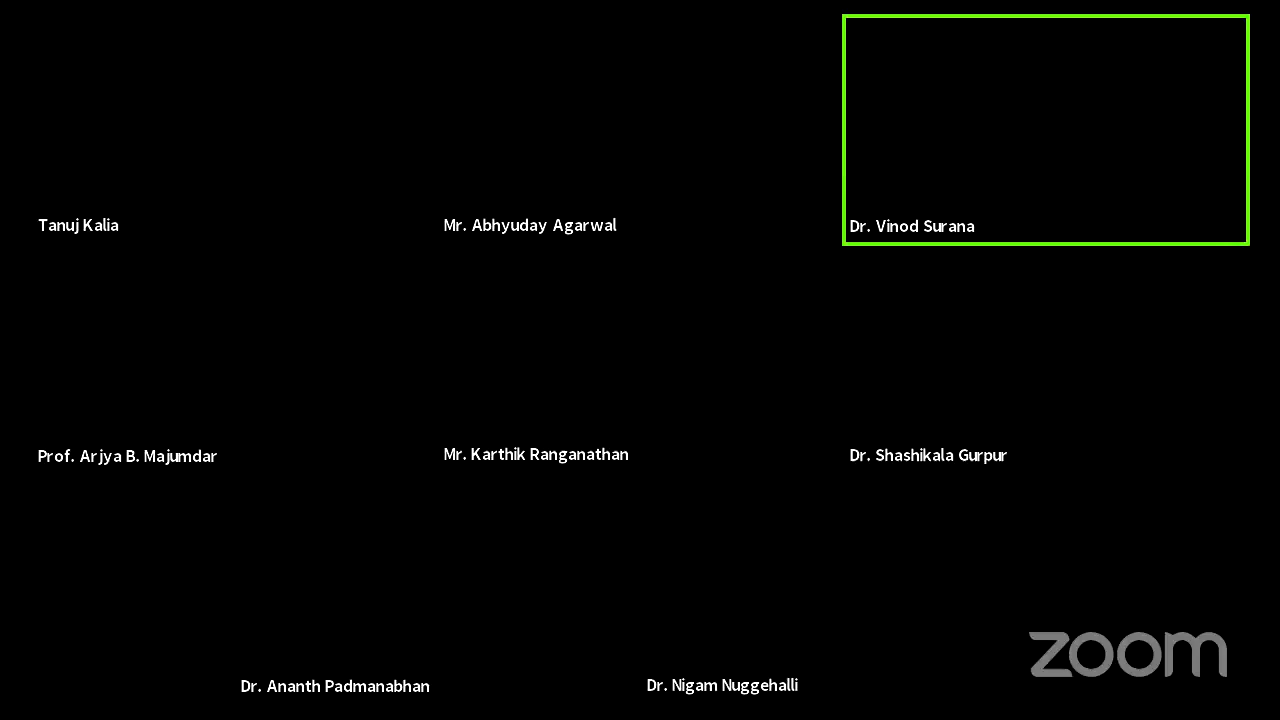 Tanuj Kalia
Mr. Abhyuday Agarwal
Dr. Vinod Surana
Prof. Arjya B. Majumdar
Mr. Karthik Ranganathan
Dr. Shashikala Gurpur
Dr. Ananth Padmanabhan
Dr. Nigam Nuggehalli
zoom